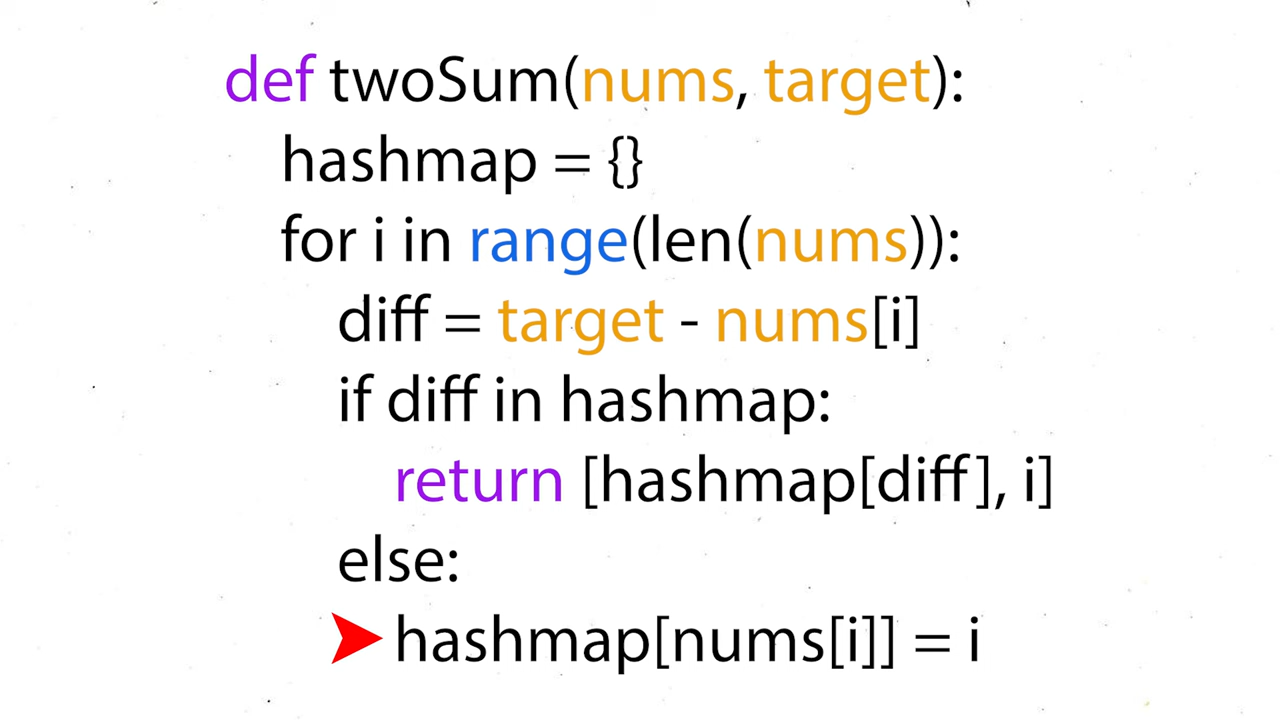 def twoSum(nums, target):
hashmap = {}
for i in range(len(nums)):
diff = target - nums[i]
if diff in hashmap:
return [hashmap[diff], i]
else:
hashmap[nums[i]] = i